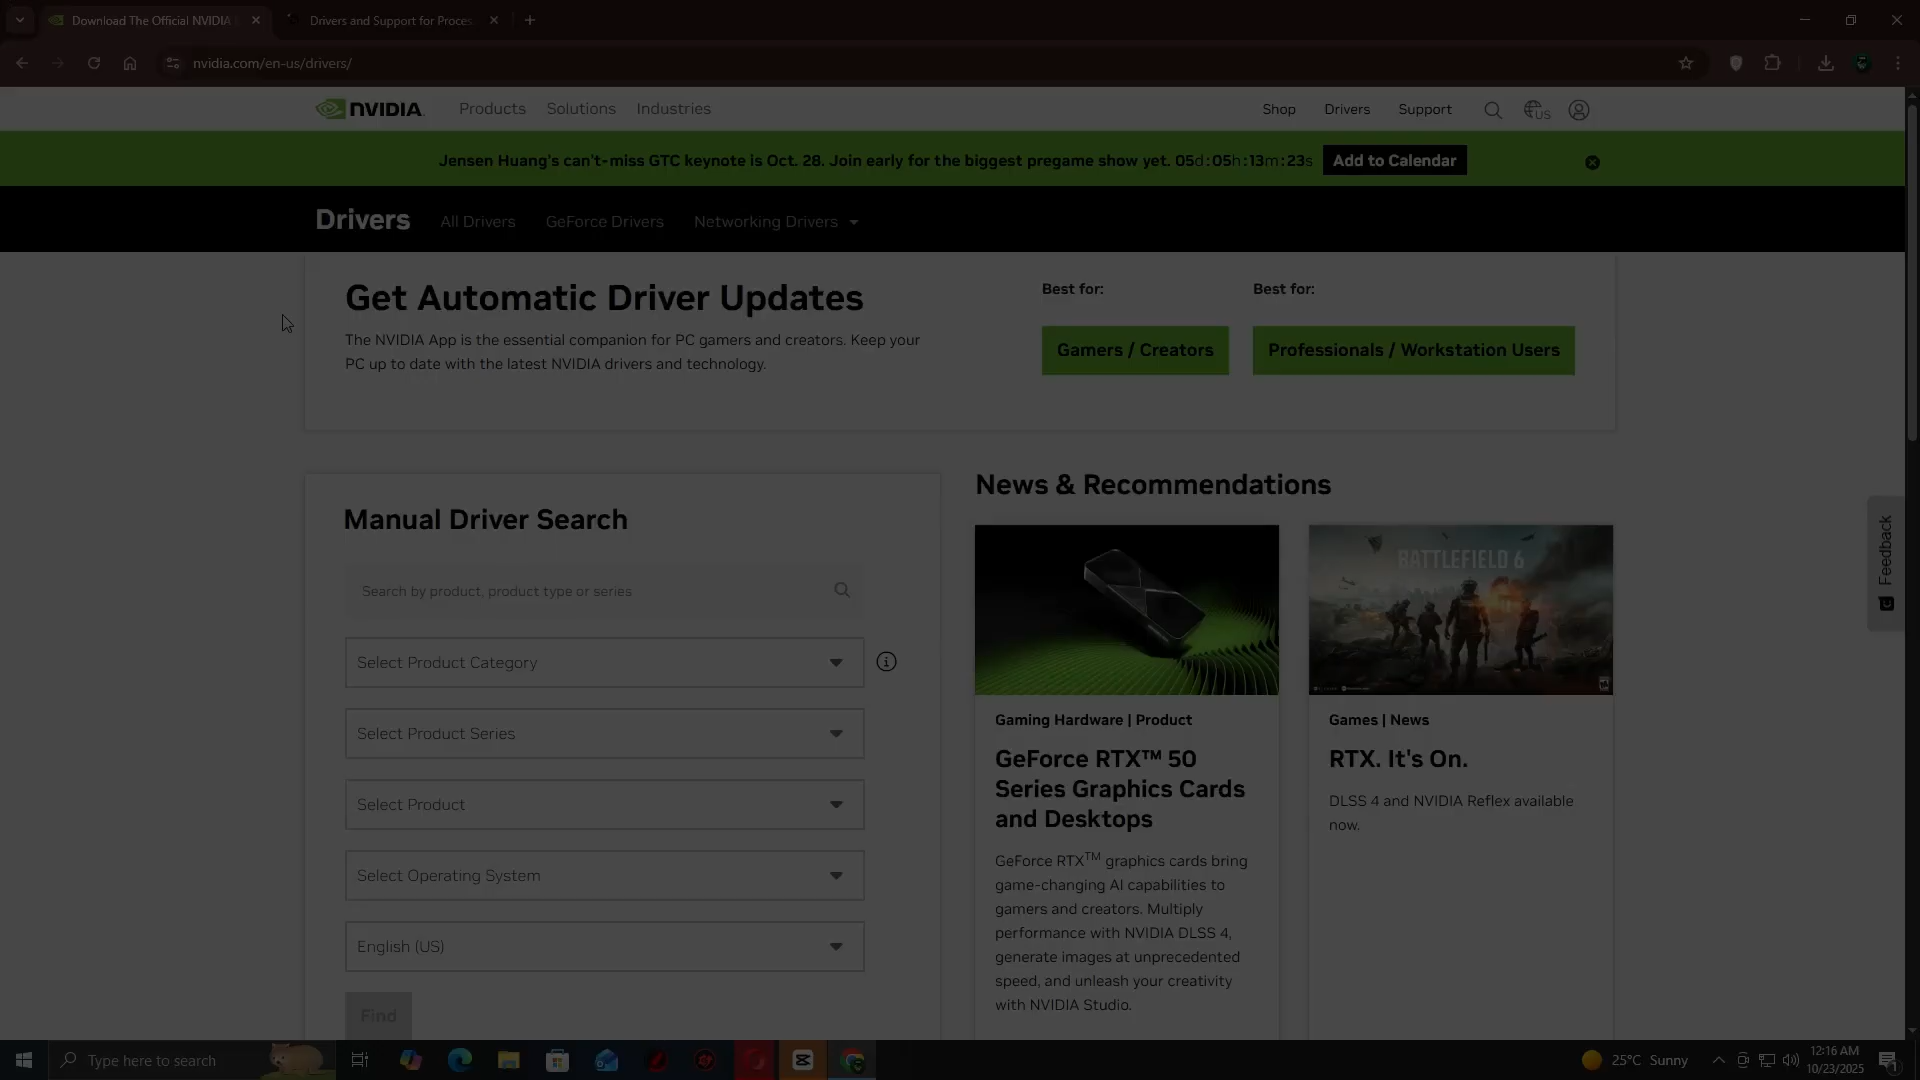 Download The Official NVIDIA
Drivers and Support for Proces
nvidia.com/en-us/drivers/
NVIDIA.
Products
Solutions
Industries
Shop
Drivers
Support
US
Jensen Huang's can't-miss GTC keynote is Oct. 28. Join early for the biggest pregame show yet. 05d:05h:13m:23s
Add to Calendar
Drivers
All Drivers
GeForce Drivers
Networking Drivers
Get Automatic Driver Updates
The NVIDIA App is the essential companion for PC gamers and creators. Keep your
PC up to date with the latest NVIDIA drivers and technology.
Best for:
Gamers / Creators
Best for:
Professionals / Workstation Users
Manual Driver Search
Search by product, product type or series
Select Product Category
Select Product Series
Select Product
Select Operating System
English (US)
Find
News & Recommendations
Gaming Hardware | Product
GeForce RTX™ 50
Series Graphics Cards
and Desktops
GeForce RTX™ graphics cards bring
game-changing AI capabilities to
gamers and creators. Multiply
performance with NVIDIA DLSS 4,
generate images at unprecedented
speed, and unleash your creativity
with NVIDIA Studio.
BATTLEFIELD 6
Games | News
RTX. It's On.
DLSS 4 and NVIDIA Reflex available
now.
Feedback
Type here to search
25°C Sunny
12:16 AM
10/23/2025
1